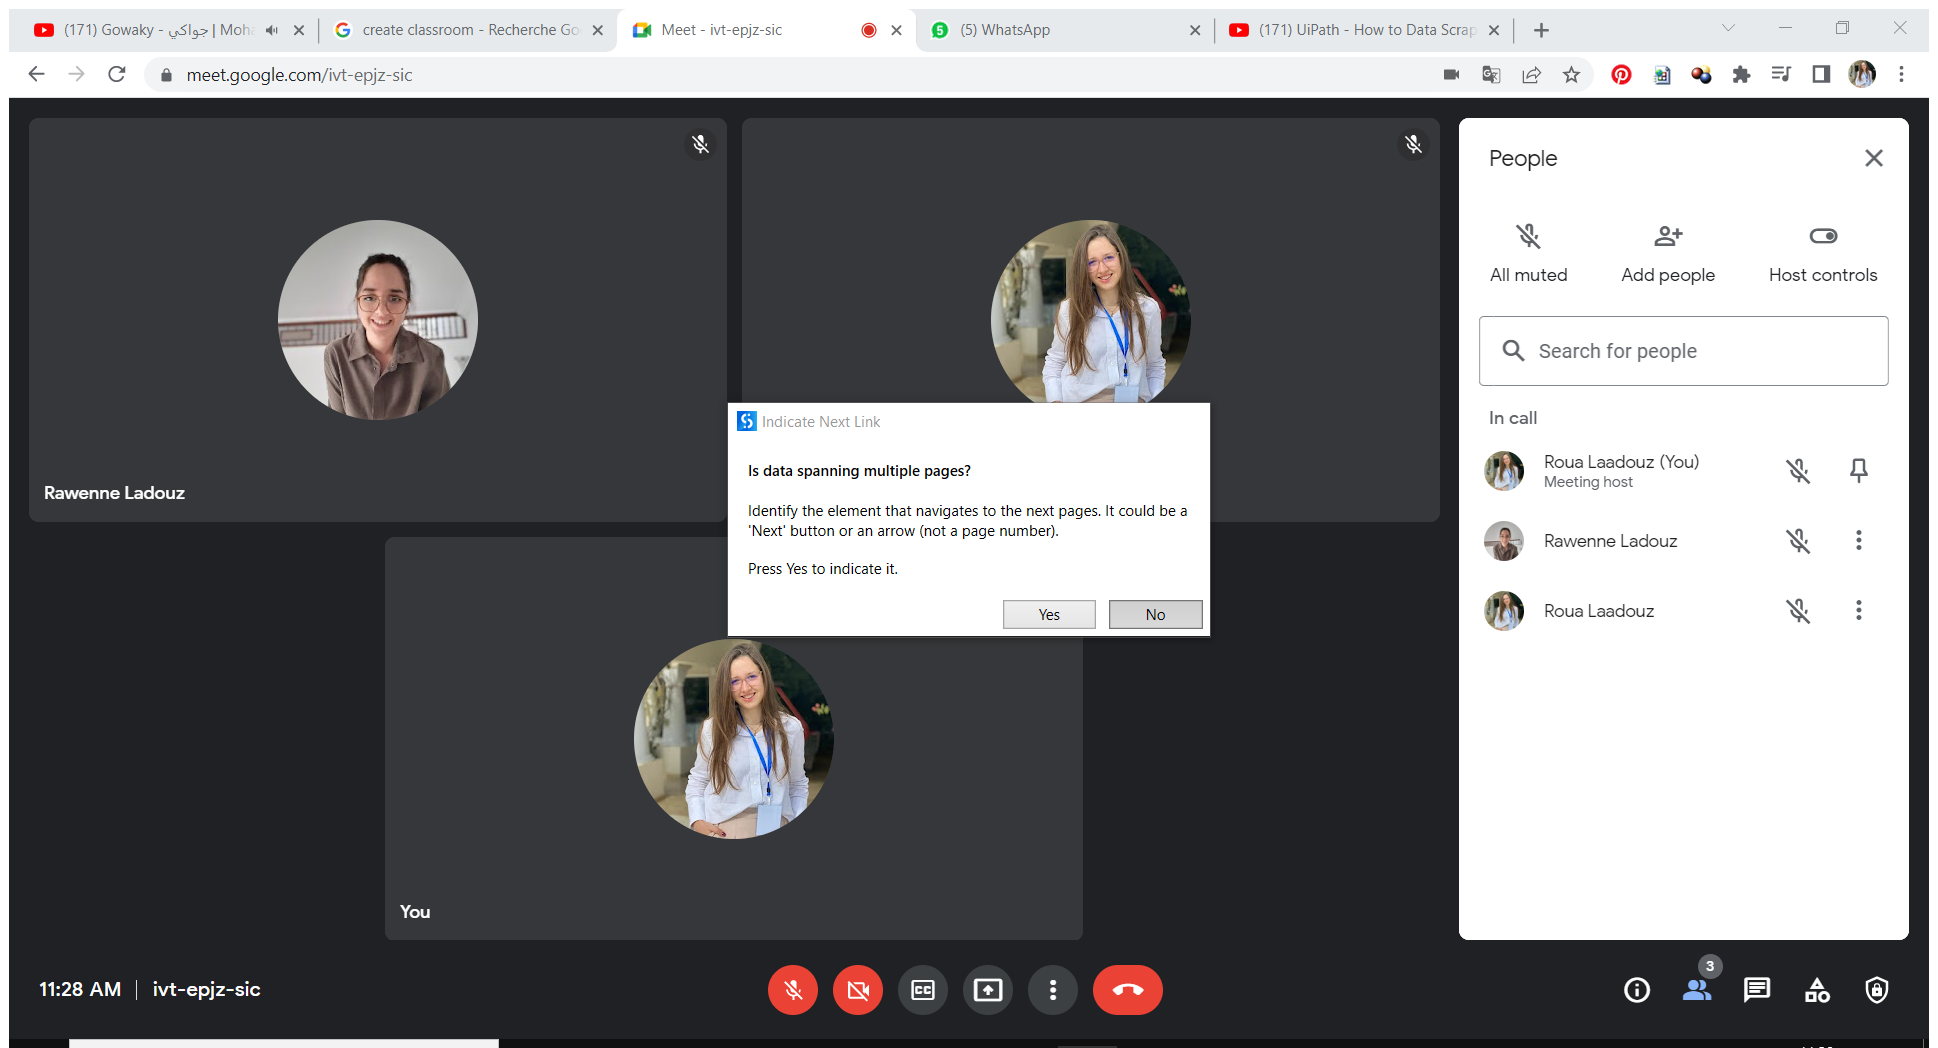 (171) Gowaky - جواكي | Moha
create classroom - Recherche Go
Meet - ivt-epjz-sic
5
(5) WhatsApp
(171) UiPath - How to Data Scrap
meet.google.com/ivt-epjz-sic
Rawenne Ladouz
You
Indicate Next Link
Is data spanning multiple pages?
Identify the element that navigates to the next pages. It could be a
'Next' button or an arrow (not a page number).
Press Yes to indicate it.
Yes
No
People
All muted
Add people
Host controls
Search for people
In call
Roua Laadouz (You)
Meeting host
Rawenne Ladouz
Roua Laadouz
11:28 AM
ivt-epjz-sic
CC
3